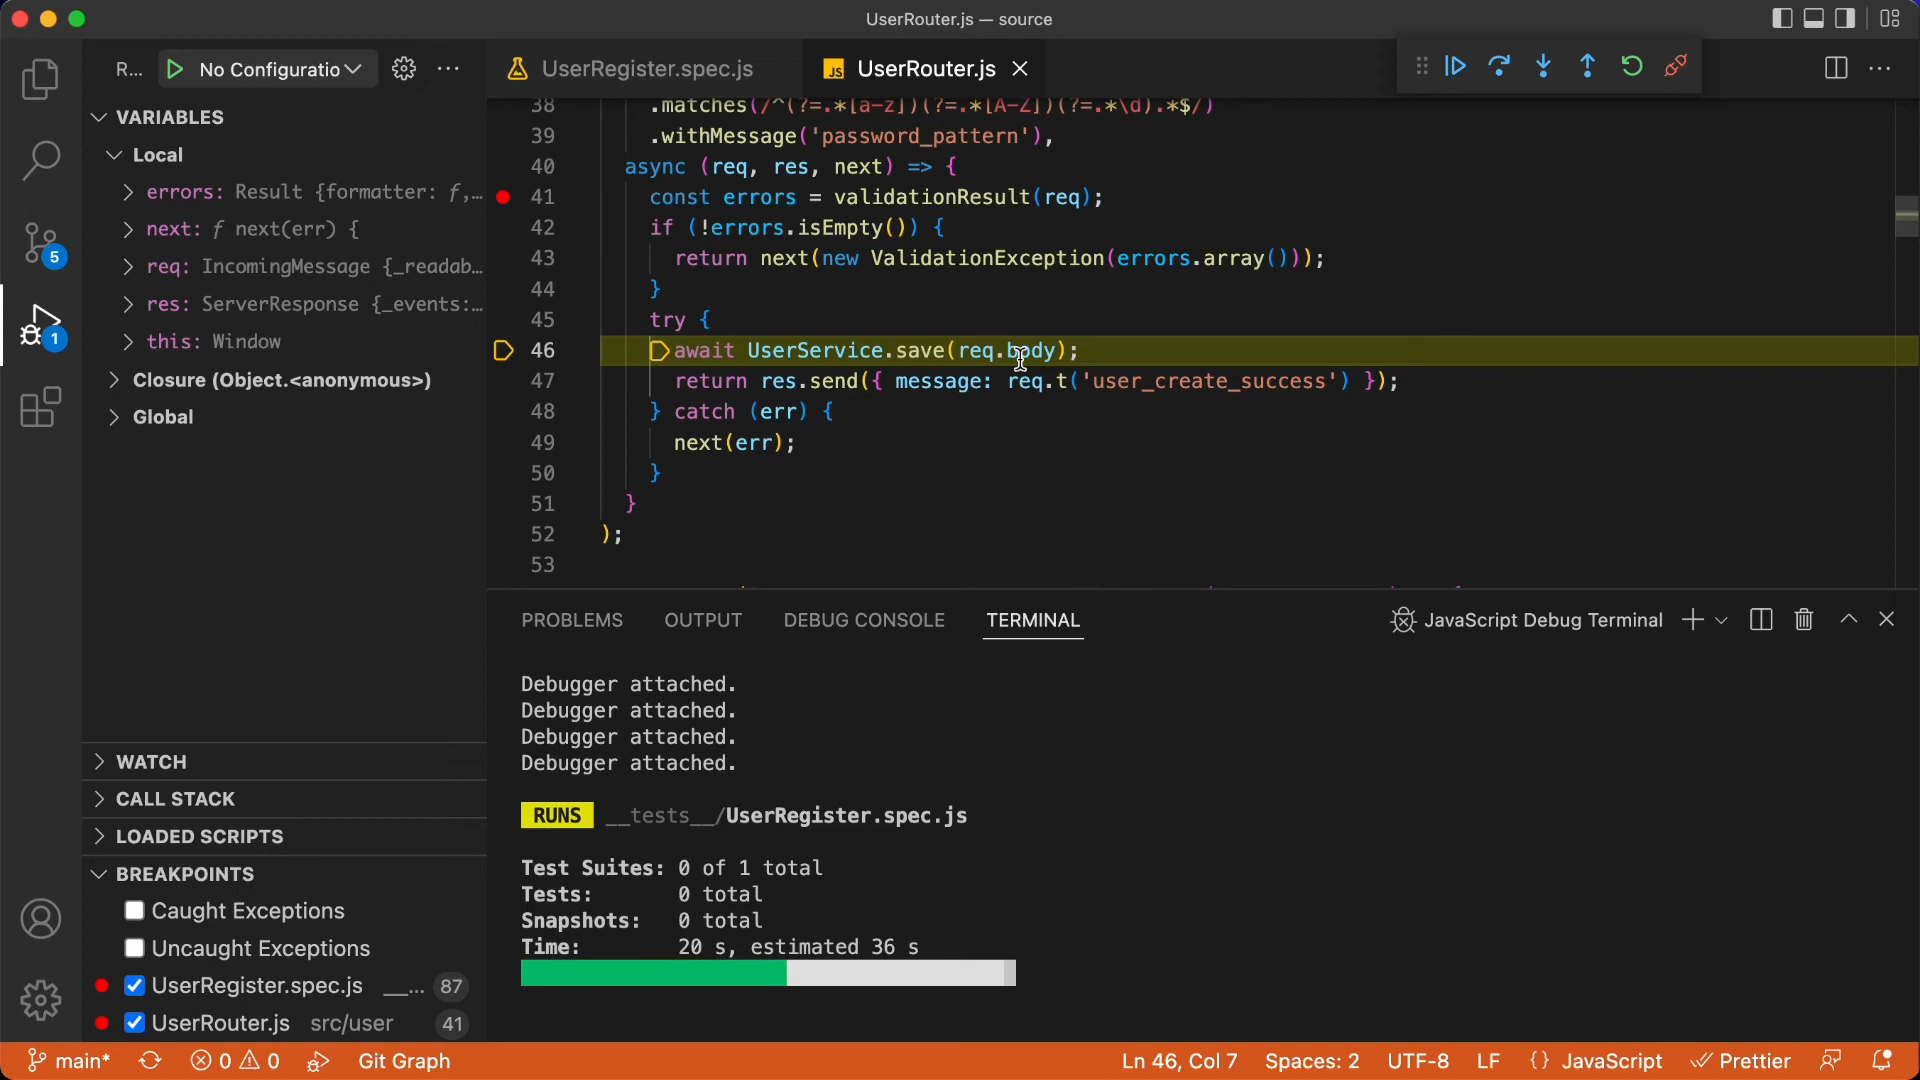 UserRouter.js — source
R...
No Configuratio
UserRegister.spec.js
JS UserRouter.js
VARIABLES
Local
errors: Result {formatter: ƒ,...
next: ƒ next(err) {
req: IncomingMessage {_readab...
res: ServerResponse {_events:...
this: Window
Closure (Object.<anonymous>)
Global
5
1
38 .matches(/^(?=.*[a-z])(?=.*[A-Z])(?=.*\d).*$/)
39 .withMessage('password_pattern'),
40 async (req, res, next) => {
41 const errors = validationResult(req);
42 if (!errors.isEmpty()) {
43 return next(new ValidationException(errors.array()));
44 }
45 try {
46 await UserService.save(req.body);
47 return res.send({ message: req.t('user_create_success') });
48 } catch (err) {
49 next(err);
50 }
51 }
52 );
53
WATCH
CALL STACK
LOADED SCRIPTS
BREAKPOINTS
Caught Exceptions
Uncaught Exceptions
UserRegister.spec.js __... 87
UserRouter.js src/user 41
PROBLEMS OUTPUT DEBUG CONSOLE TERMINAL
JavaScript Debug Terminal
Debugger attached.
Debugger attached.
Debugger attached.
Debugger attached.
RUNS __tests__/UserRegister.spec.js
Test Suites: 0 of 1 total
Tests: 0 total
Snapshots: 0 total
Time: 20 s, estimated 36 s
main* 0 0 Git Graph
Ln 46, Col 7 Spaces: 2 UTF-8 LF {} JavaScript Prettier